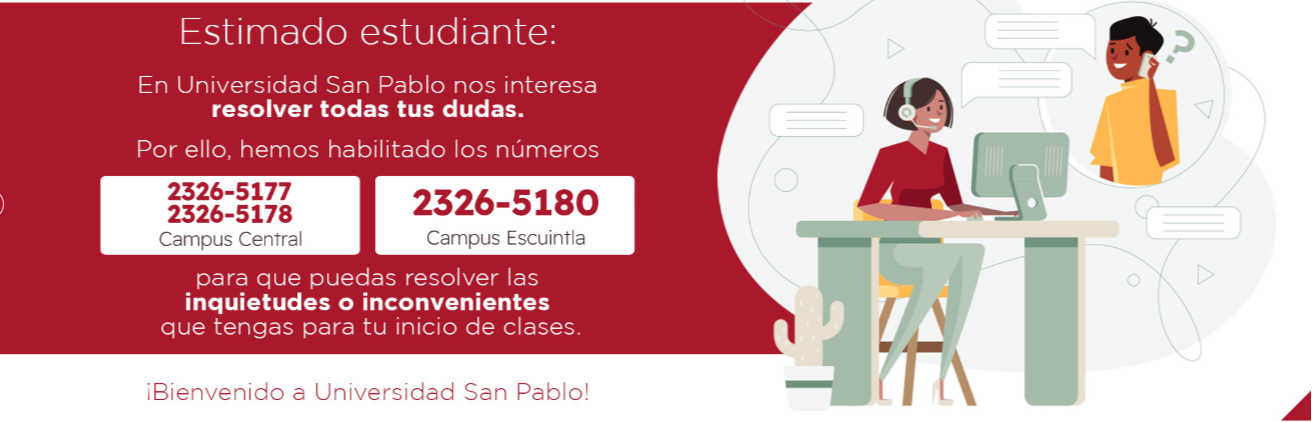 Estimado estudiante:
En Universidad San Pablo nos interesa
resolver todas tus dudas.
Por ello, hemos habilitado los números
2326-5177
2326-5178
Campus Central
2326-5180
Campus Escuintla
para que puedas resolver las
inquietudes o inconvenientes
que tengas para tu inicio de clases.
¡Bienvenido a Universidad San Pablo!
?